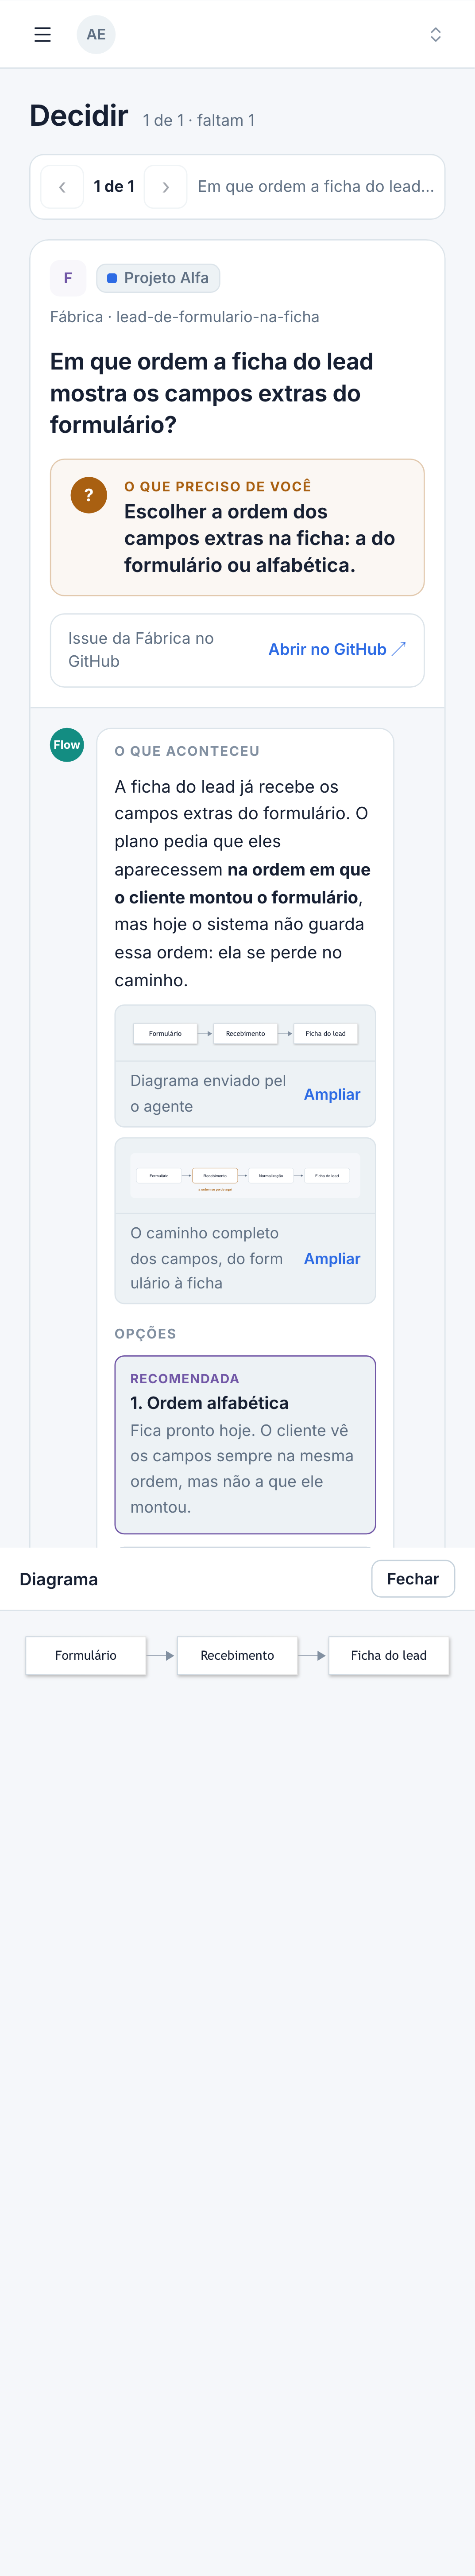 AE
Decidir 1 de 1 · faltam 1
1 de 1 Em que ordem a ficha do lead...
F Projeto Alfa
Fábrica · lead-de-formulario-na-ficha
Em que ordem a ficha do lead
mostra os campos extras do
formulário?
? O QUE PRECISO DE VOCÊ
Escolher a ordem dos
campos extras na ficha: a do
formulário ou alfabética.
Issue da Fábrica no
GitHub
Abrir no GitHub
Flow
O QUE ACONTECEU
A ficha do lead já recebe os
campos extras do formulário. O
plano pedia que eles
aparecessem na ordem em que
o cliente montou o formulário,
mas hoje o sistema não guarda
essa ordem: ela se perde no
caminho.
Formulário Recebimento Ficha do lead
Diagrama enviado pel
o agente
Ampliar
Formulário Recebimento Normalização Ficha do lead
a ordem se perde aqui
O caminho completo
dos campos, do form
ulário à ficha
Ampliar
OPÇÕES
RECOMENDADA
1. Ordem alfabética
Fica pronto hoje. O cliente vê
os campos sempre na mesma
ordem, mas não a que ele
montou.
Diagrama Fechar
Formulário Recebimento Ficha do lead